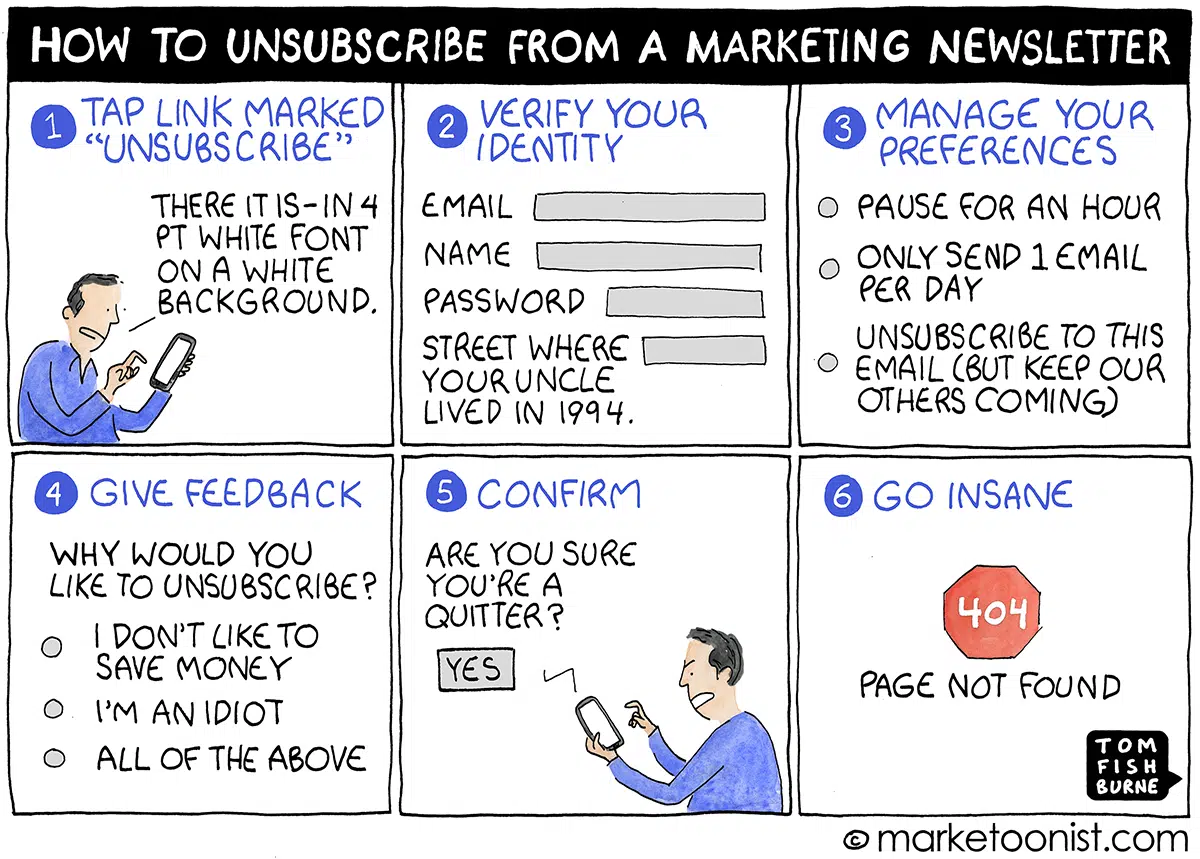 HOW TO UNSUBSCRIBE FROM A MARKETING NEWSLETTER
1 TAP LINK MARKED
"UNSUBSCRIBE"
THERE IT IS-IN 4
PT WHITE FONT
ON A WHITE
BACKGROUND.
2 VERIFY YOUR
IDENTITY
EMAIL
NAME
PASSWORD
STREET WHERE
YOUR UNCLE
LIVED IN 1994.
3 MANAGE YOUR
PREFERENCES
PAUSE FOR AN HOUR
ONLY SEND 1 EMAIL
PER DAY
UNSUBSCRIBE TO THIS
EMAIL (BUT KEEP OUR
OTHERS COMING)
4 GIVE FEEDBACK
WHY WOULD YOU
LIKE TO UNSUBSCRIBE?
I DON'T LIKE TO
SAVE MONEY
I'M AN IDIOT
ALL OF THE ABOVE
5 CONFIRM
ARE YOU SURE
YOU'RE A
QUITTER?
YES
6 GO INSANE
404
PAGE NOT FOUND
TOM
FISH
BURNE
© marketoonist.com